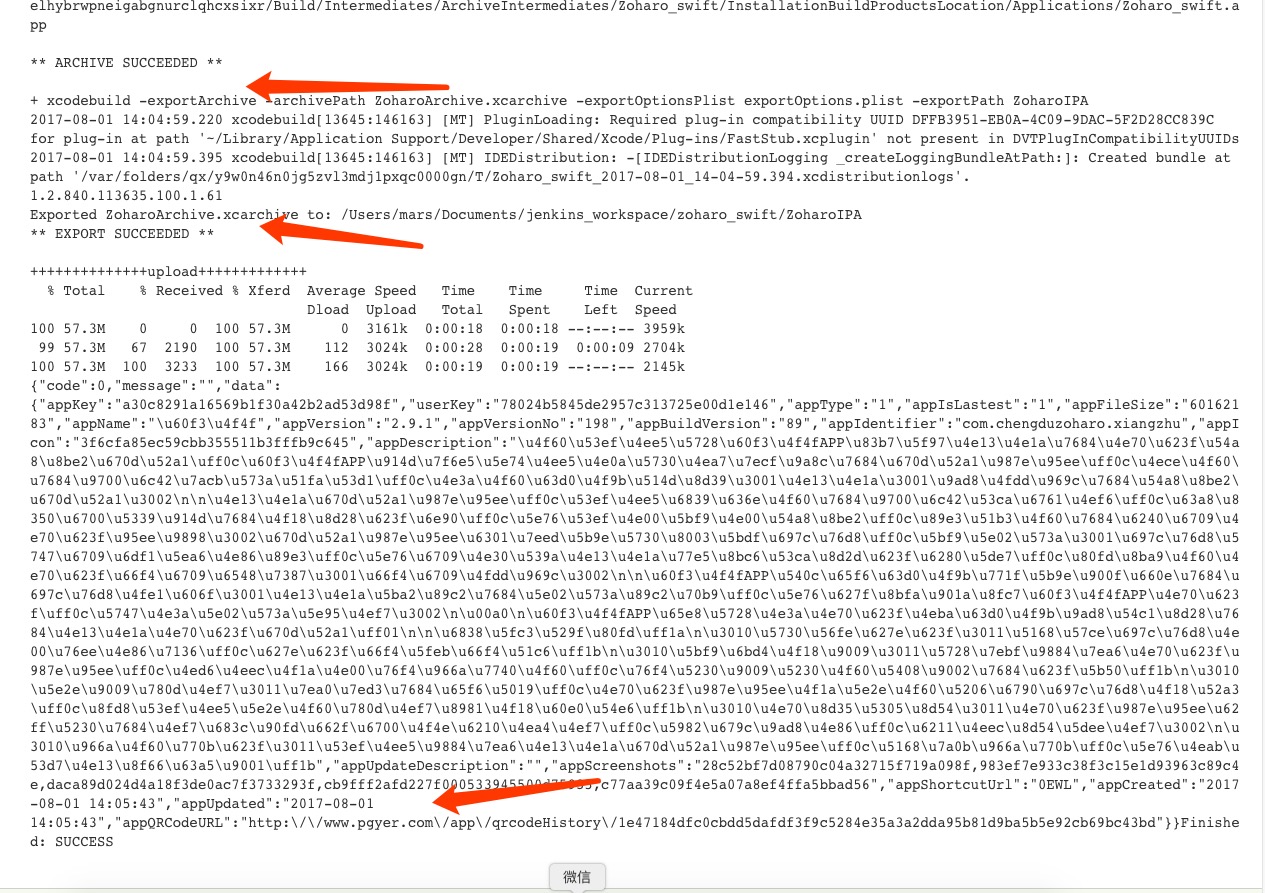 elhybrwpneigabgnurclqhcxsixr/Build/Intermediates/ArchiveIntermediates/Zoharo_swift/InstallationBuildProductsLocation/Applications/Zoharo_swift.a
pp
** ARCHIVE SUCCEEDED **
+ xcodebuild -exportArchive -archivePath ZoharoArchive.xcarchive -exportOptionsPlist exportOptions.plist -exportPath ZoharoIPA
2017-08-01 14:04:59.220 xcodebuild[13645:146163] [MT] PluginLoading: Required plug-in compatibility UUID DFFB3951-EB0A-4C09-9DAC-5F2D28CC839C
for plug-in at path '~/Library/Application Support/Developer/Shared/Xcode/Plug-ins/FastStub.xcplugin' not present in DVTPlugInCompatibilityUUIDs
2017-08-01 14:04:59.395 xcodebuild[13645:146163] [MT] IDEDistribution: -[IDEDistributionLogging _createLoggingBundleAtPath:]: Created bundle at
path '/var/folders/qx/y9w0n46n0jg5zvl3mdj1pxqc0000gn/T/Zoharo_swift_2017-08-01_14-04-59.394.xcdistributionlogs'.
1.2.840.113635.100.1.61
Exported ZoharoArchive.xcarchive to: /Users/mars/Documents/jenkins_workspace/zoharo_swift/ZoharoIPA
** EXPORT SUCCEEDED **
+++++++++++++++upload+++++++++++++
% Total % Received % Xferd Average Speed Time Time Time Current
Dload Upload Total Spent Left Speed
100 57.3M 0 0 100 57.3M 0 3161k 0:00:18 0:00:18 --:--:-- 3959k
99 57.3M 67 2190 100 57.3M 112 3024k 0:00:28 0:00:19 0:00:09 2704k
100 57.3M 100 3233 100 57.3M 166 3024k 0:00:19 0:00:19 --:--:-- 2145k
{"code":0,"message":"","data":
{"appKey":"a30c8291a16569b1f30a42b2ad53d98f","userKey":"78024b5845de2957c313725e00d1e146","appType":"1","appIsLastest":"1","appFileSize":"601662
183","appName":"\u60f3\u4f4f","appVersion":"2.9.1","appVersionNo":"198","appBuildVersion":"89","appIdentifier":"com.chengduzoharo.xiangzhu","appI
con":"3f6cfa85ec59cbb355511b3fffb9c645","appDescription":"\u4f60\u53ef\u4ee5\u5728\u60f3\u4f4fAPP\u83b7\u5f97\u4e13\u4e1a\u7684\u4e70\u623f\u54a
8\u8be2\u670d\u52a1\uff0c\u60f3\u4f4fAPP\u914d\u7f6e5\u5e74\u4ee5\u4e0a\u5730\u4ea7\u7ecf\u9a8c\u7684\u670d\u52a1\u987e\u95ee\uff0c\u4ece\u4f60\
u7684\u9700\u6c42\u7acb\u573a\u51fa\u53d1\uff0c\u4e3a\u4f60\u63d0\u4f9b\u514d\u8d39\u3001\u4e13\u4e1a\u3001\u9ad8\u4fdd\u969c\u7684\u54a8\u8be2\
u670d\u52a1\u3002\n\n\u4e13\u4e1a\u670d\u52a1\u987e\u95ee\uff0c\u53ef\u4ee5\u6839\u636e\u4f60\u7684\u9700\u6c42\u53ca\u6761\u4ef6\uff0c\u63a8\u8
350\u6700\u5339\u914d\u7684\u4f18\u8d28\u623f\u6e90\uff0c\u5e76\u53ef\u4e00\u5bf9\u4e00\u54a8\u8be2\uff0c\u89e3\u51b3\u4f60\u7684\u6240\u6709\u4
e70\u623f\u95ee\u9898\u3002\u670d\u52a1\u987e\u95ee\u6301\u7eed\u5b9e\u5730\u8003\u5bdf\u697c\u76d8\uff0c\u5bf9\u5e02\u573a\u3001\u697c\u76d8\u5
747\u6709\u6df1\u5ea6\u4e86\u89e3\uff0c\u5e76\u6709\u4e30\u539a\u4e13\u4e1a\u77e5\u8bc6\u53ca\u8d2d\u623f\u6280\u5de7\uff0c\u80fd\u8ba9\u4f60\u4
e70\u623f\u66f4\u6709\u6548\u7387\u3001\u66f4\u6709\u4fdd\u969c\u3002\n\n\u60f3\u4f4fAPP\u540c\u65f6\u63d0\u4f9b\u771f\u5b9e\u900f\u660e\u7684\u
697c\u76d8\u4fe1\u606f\u3001\u4e13\u4e1a\u5ba2\u89c2\u7684\u5e02\u573a\u89c2\u70b9\uff0c\u5e76\u627f\u8bfa\u901a\u8fc7\u60f3\u4f4fAPP\u4e70\u623
f\uff0c\u5747\u4e3a\u5e02\u573a\u5e95\u4ef7\u3002\n\u00a0\n\u60f3\u4f4fAPP\u65e8\u5728\u4e3a\u4e70\u623f\u4eba\u63d0\u4f9b\u9ad8\u54c1\u8d28\u76
84\u4e13\u4e1a\u4e70\u623f\u670d\u52a1\uff01\n\n\u6838\u5fc3\u529f\u80fd\uff1a\n\u3010\u5730\u56fe\u627e\u623f\u3011\u5168\u57ce\u697c\u76d8\u4e
00\u76ee\u4e86\u7136\uff0c\u627e\u623f\u66f4\u5feb\u66f4\u51c6\uff1b\n\u3010\u5bf9\u6bd4\u4f18\u9009\u3011\u5728\u7ebf\u9884\u7ea6\u4e70\u623f\u
987e\u95ee\uff0c\u4ed6\u4eec\u4f1a\u4e00\u76f4\u966a\u7740\u4f60\uff0c\u76f4\u5230\u9009\u5230\u4f60\u5408\u9002\u7684\u623f\u5b50\uff1b\n\u3010
\u5e2e\u9009\u780d\u4ef7\u3011\u7ea0\u7ed3\u7684\u65f6\u5019\uff0c\u4e70\u623f\u987e\u95ee\u4f1a\u5e2e\u4f60\u5206\u6790\u697c\u76d8\u4f18\u52a3
\uff0c\u8fd8\u53ef\u4ee5\u5e2e\u4f60\u780d\u4ef7\u8981\u4f18\u60e0\u54e6\uff1b\n\u3010\u4e70\u8d35\u5305\u8d54\u3011\u4e70\u623f\u987e\u95ee\u62
ff\u5230\u7684\u4ef7\u683c\u90fd\u662f\u6700\u4f4e\u6210\u4ea4\u4ef7\uff0c\u5982\u679c\u9ad8\u4e86\uff0c\u6211\u4eec\u8d54\u5dee\u4ef7\u3002\n\u
3010\u966a\u4f60\u770b\u623f\u3011\u53ef\u4ee5\u9884\u7ea6\u4e13\u4e1a\u670d\u52a1\u987e\u95ee\uff0c\u5168\u7a0b\u966a\u770b\uff0c\u5e76\u4eab\u
53d7\u4e13\u8f66\u63a5\u9001\uff1b","appUpdateDescription":"","appScreenshots":"28c52bf7d08790c04a32715f719a098f,983ef7e933c38f3c15e1d93963c89c4
e,daca89d024d4a18f3de0ac7f3733293f,c77aa39c09f4e5a07a8ef4ffa5bbad56","appShortcutUrl":"0EWL","appCreated":"2017
-08-01 14:05:43","appUpdated":"2017-08-01
14:05:43","appQRCodeURL":"http:\/\/www.pgyer.com\/app\/qrcodeHistory\/1e47184dfc0cbdd5dafdf3f9c5284e35a3a2dda95b81d9ba5b5e92cb69bc43bd"}}Finishe
d: SUCCESS
微信